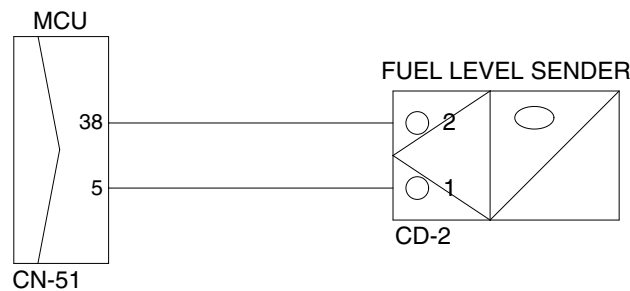 MCU
FUEL LEVEL SENDER
38
2
5
1
CD-2
CN-51